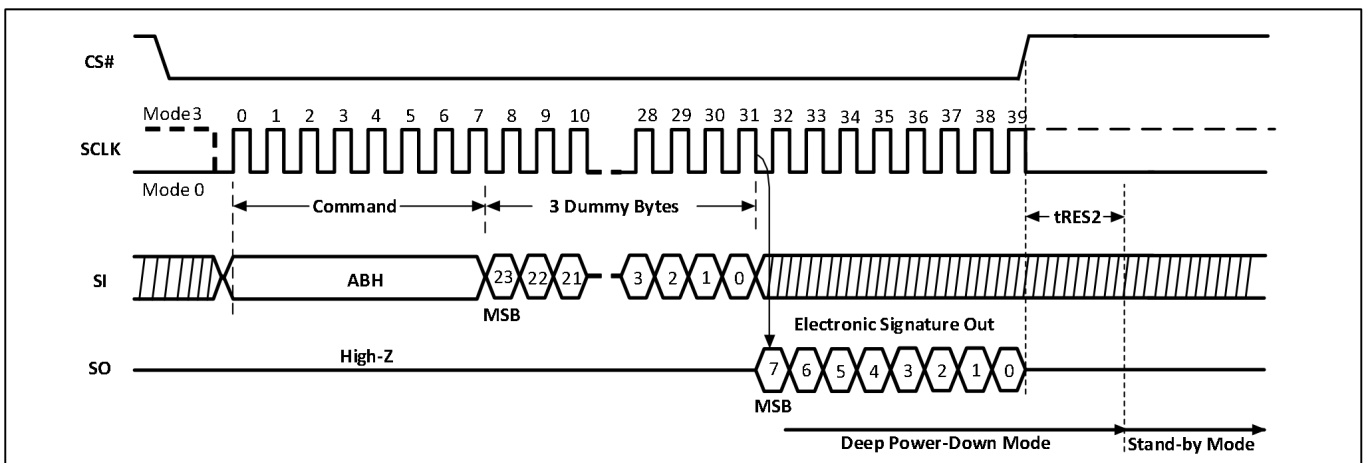 CS#
Mode3
0 1 2 3 4 5 6 7 8 9 10 28 29 30 31 32 33 34 35 36 37 38 39
SCLK
Mode 0
Command 3 Dummy Bytes
tRES2
SI ABH 23 22 21 3 2 1 0
MSB
Electronic Signature Out
High-Z
SO 7 6 5 4 3 2 1 0
MSB
Deep Power-Down Mode Stand-by Mode